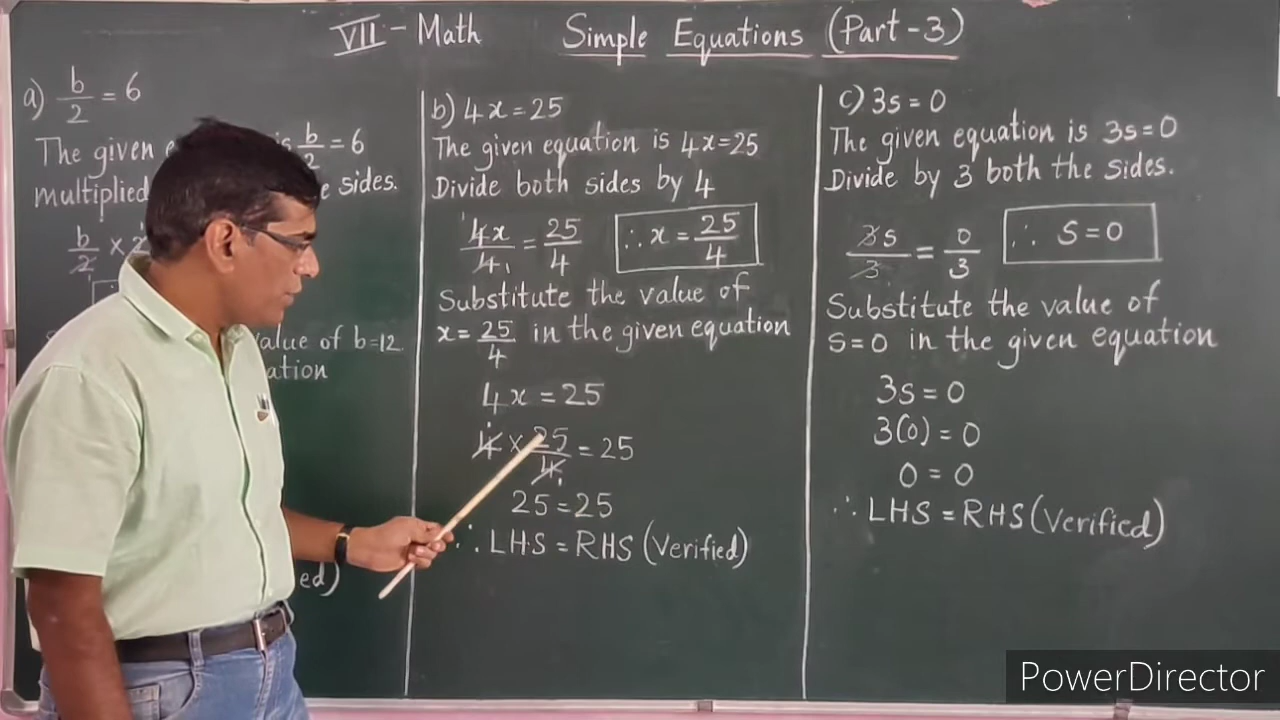 VII - Math Simple Equations (Part-3)
a) b/2 = 6
The given is b/2 = 6
multiplied sides.
b/2 ×
value of b=12
ation
ed)
b) 4x = 25
The given equation is 4x=25
Divide both sides by 4
4x/4 = 25/4 ∴ x = 25/4
Substitute the value of
x = 25/4 in the given equation
4x = 25
4 × 25/4 = 25
25 = 25
∴ LHS = RHS (Verified)
c) 3s = 0
The given equation is 3s=0
Divide by 3 both the sides.
3s/3 = 0/3 ∴ S = 0
Substitute the value of
S=0 in the given equation
3s = 0
3(0) = 0
0 = 0
∴ LHS = RHS (Verified)
PowerDirector